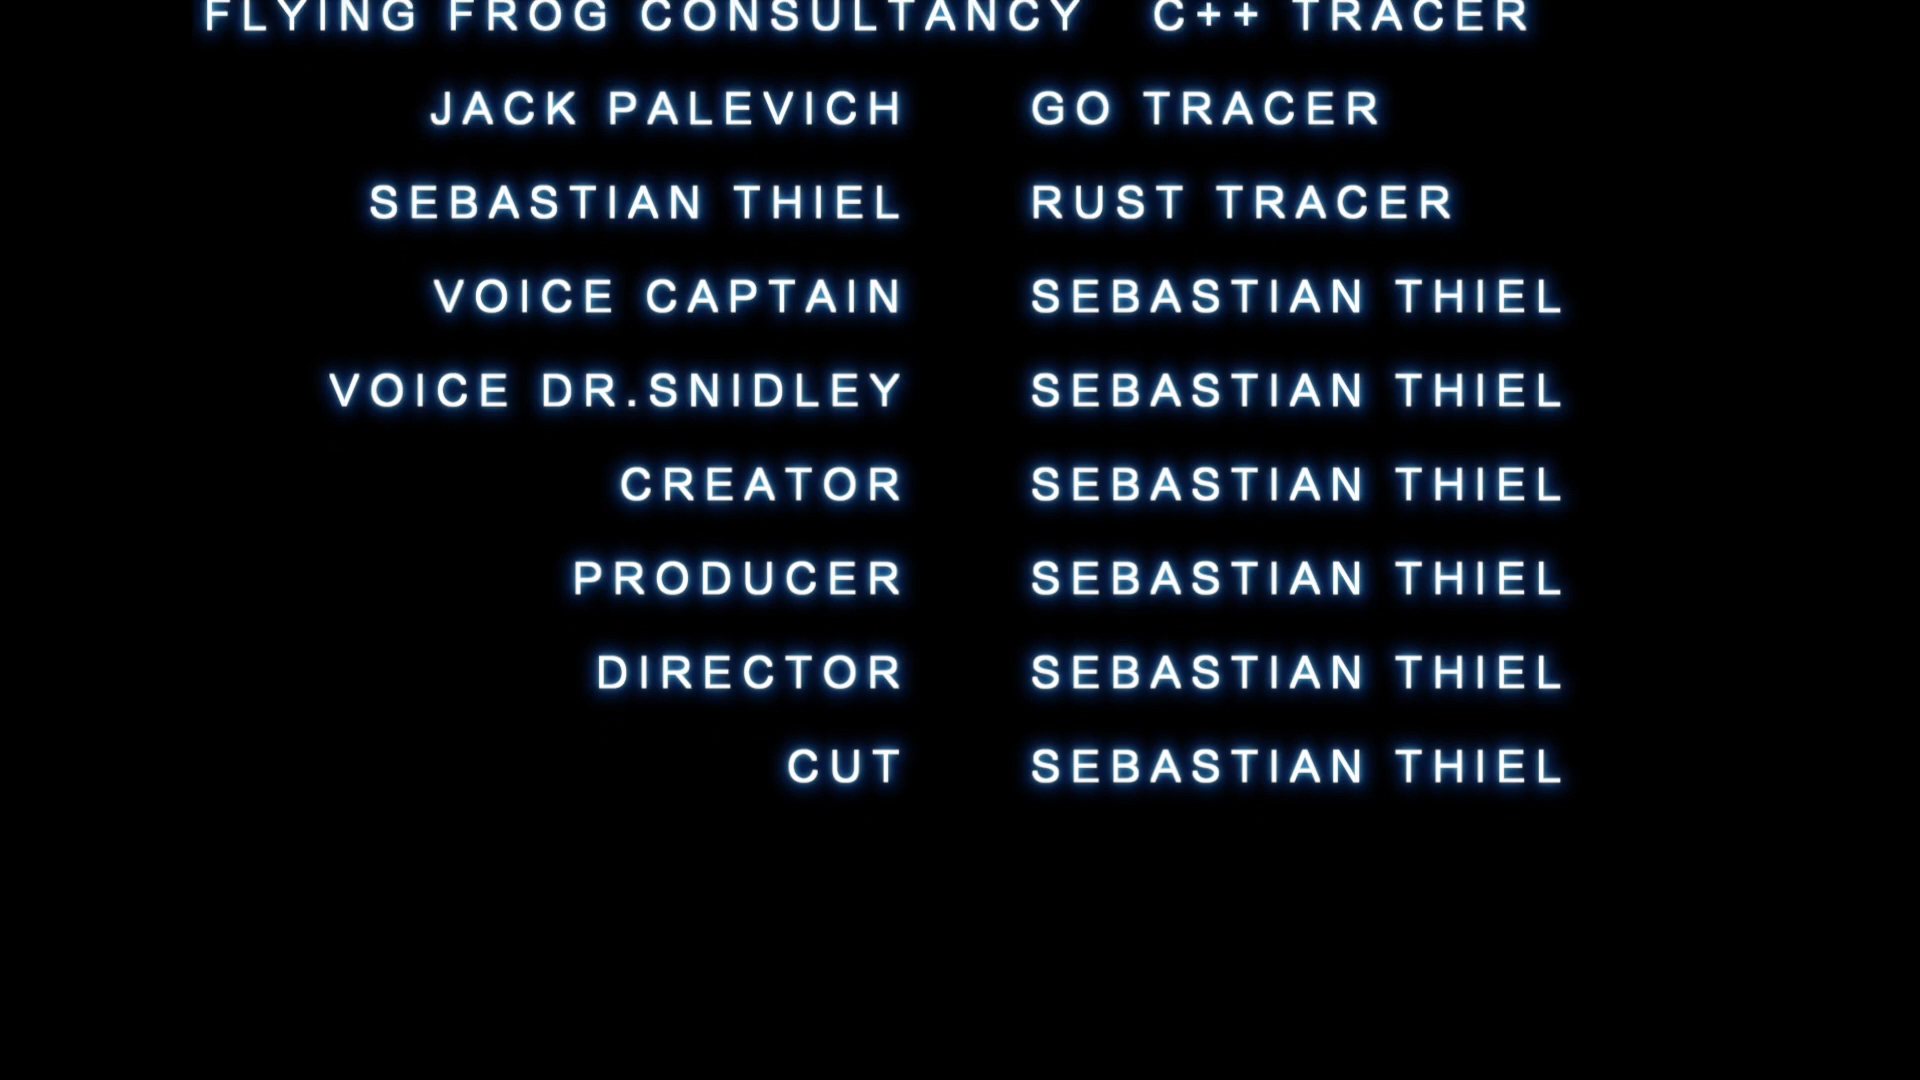 FLYING FROG CONSULTANCY C++ TRACER
JACK PALEVICH GO TRACER
SEBASTIAN THIEL RUST TRACER
VOICE CAPTAIN SEBASTIAN THIEL
VOICE DR.SNIDLEY SEBASTIAN THIEL
CREATOR SEBASTIAN THIEL
PRODUCER SEBASTIAN THIEL
DIRECTOR SEBASTIAN THIEL
CUT SEBASTIAN THIEL